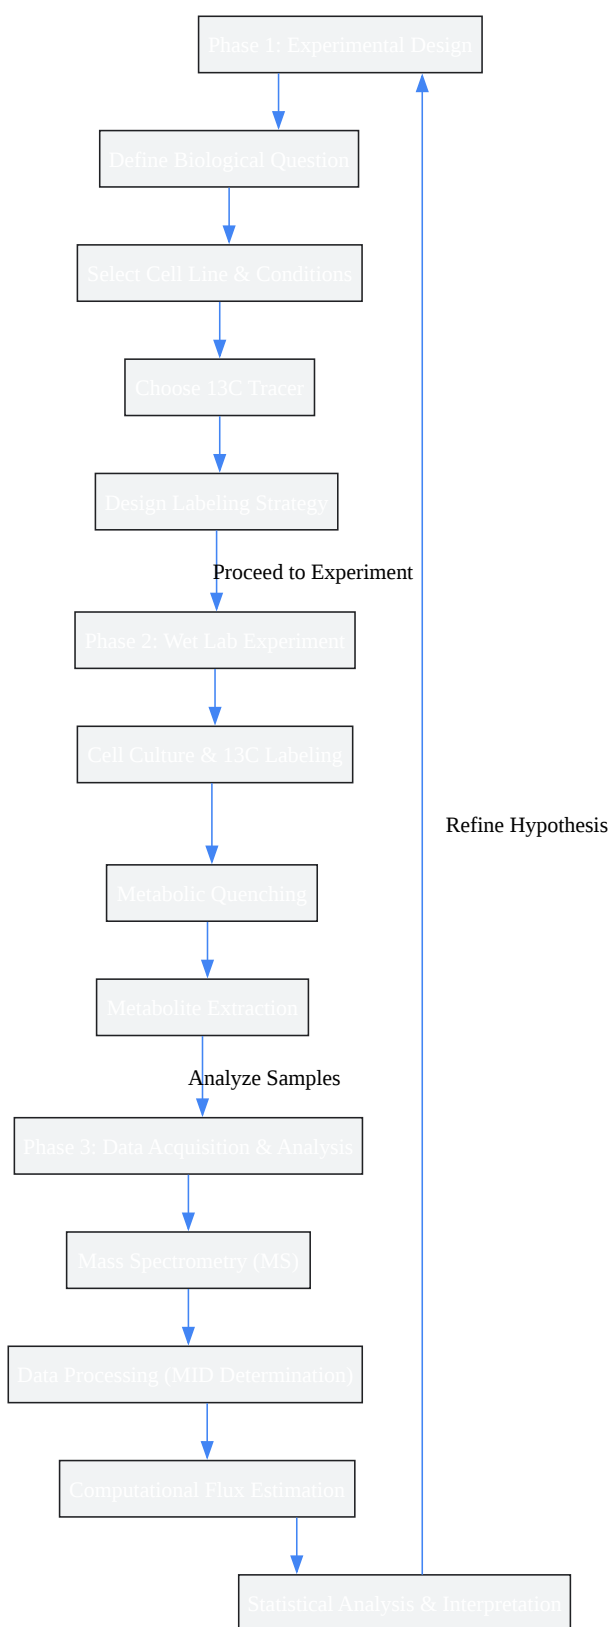 Phase 1: Experimental Design
Define Biological Question
Select Cell Line & Conditions
Choose 13C Tracer
Design Labeling Strategy
Proceed to Experiment
Phase 2: Wet Lab Experiment
Cell Culture & 13C Labeling
Refine Hypothesis
Metabolic Quenching
Metabolite Extraction
Analyze Samples
Phase 3: Data Acquisition & Analysis
Mass Spectrometry (MS)
Data Processing (MID Determination)
Computational Flux Estimation
Statistical Analysis & Interpretation